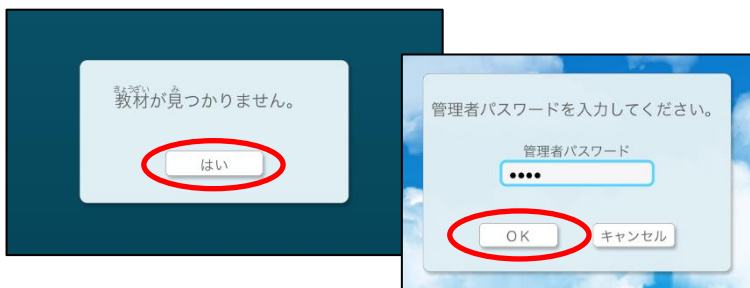 きょうざい み
教材が見つかりません。
はい
管理者パスワードを入力してください。
管理者パスワード
••••
OK
キャンセル